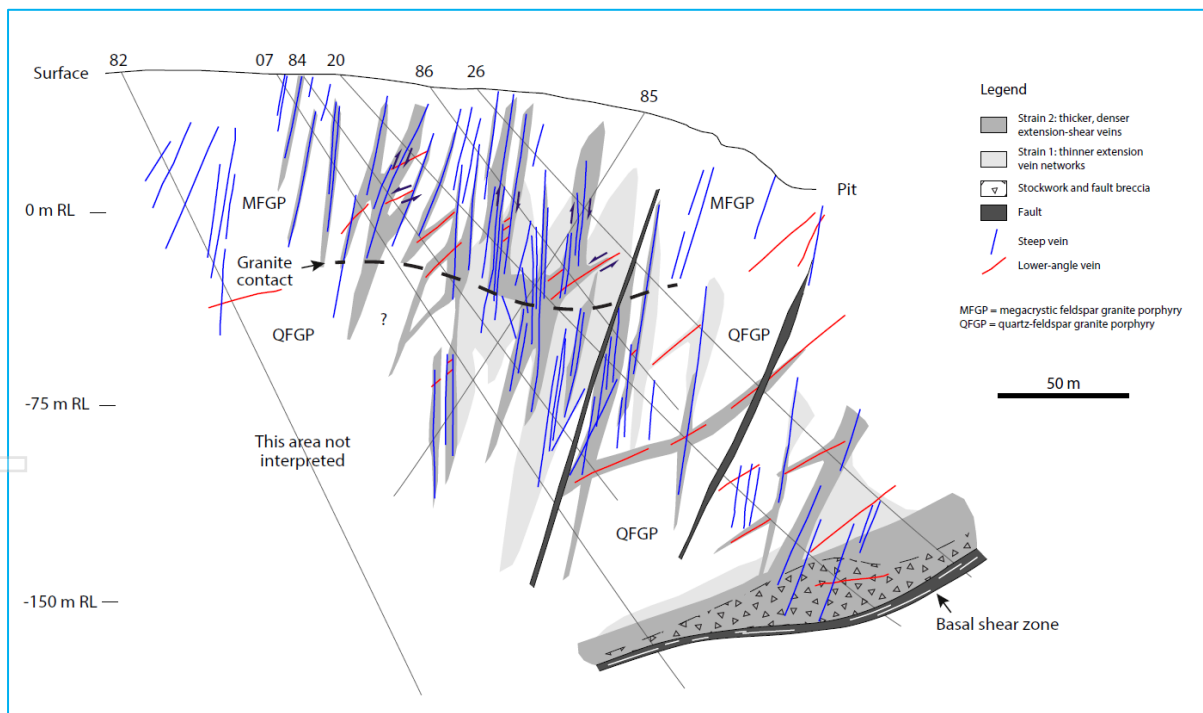 82
07
84
20
86
26
85
Surface
Pit
MFGP
MFGP
0 m RL
Granite
contact
?
QFGP
QFGP
-75 m RL
This area not
interpreted
QFGP
-150 m RL
Basal shear zone
Legend
Strain 2: thicker, denser
extension-shear veins
Strain 1: thinner extension
vein networks
Stockwork and fault breccia
Fault
Steep vein
Lower-angle vein
MFGP = megacrystic feldspar granite porphyry
QFGP = quartz-feldspar granite porphyry
50 m